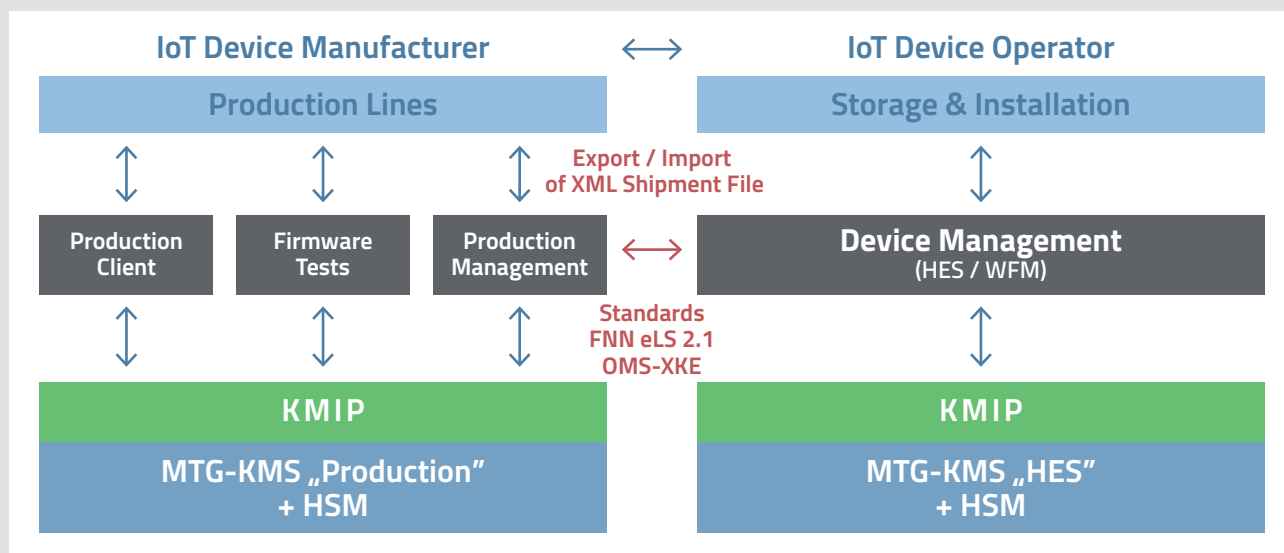 IoT Device Manufacturer
IoT Device Operator
Production Lines
Storage & Installation
Export / Import
of XML Shipment File
Production
Client
Firmware
Tests
Production
Management
Device Management
(HES / WFM)
Standards
FNN eLS 2.1
OMS-XKE
KMIP
KMIP
MTG-KMS „Production”
+ HSM
MTG-KMS „HES”
+ HSM